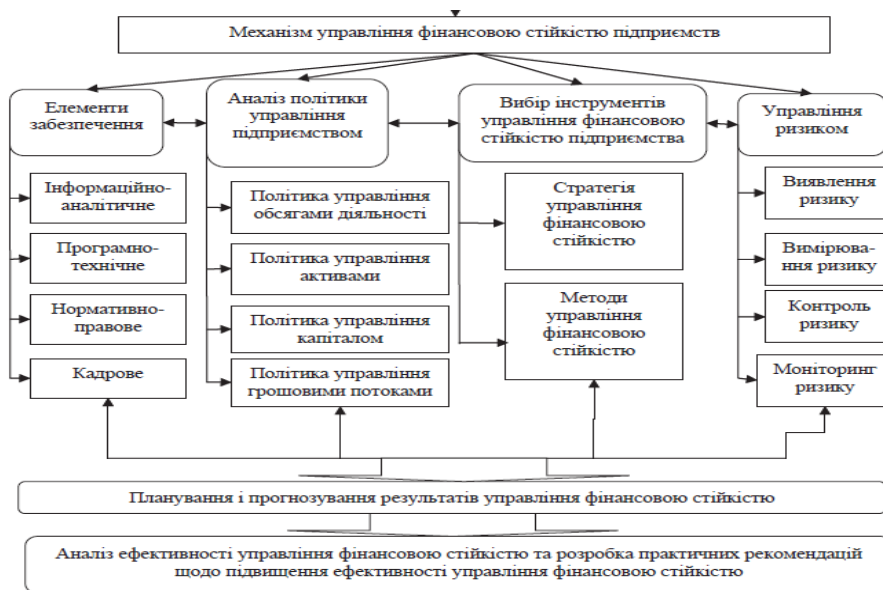 Механізм управління фінансовою стійкістю підприємств
Елементи
забезпечення
Аналіз політики
управління
підприємством
Вибір інструментів
управління фінансовою
стійкістю підприємства
Управління
ризиком
Інформаційно-
аналітичне
Програмно-
технічне
Нормативно-
правове
Кадрове
Політика управління
обсягами діяльності
Політика управління
активами
Політика управління
капіталом
Політика управління
грошовими потоками
Стратегія
управління
фінансовою
стійкістю
Методи
управління
фінансовою
стійкістю
Виявлення
ризику
Вимірюва-
ння ризику
Контроль
ризику
Моніторинг
ризику
Планування і прогнозування результатів управління фінансовою стійкістю
Аналіз ефективності управління фінансовою стійкістю та розробка практичних рекомендацій
щодо підвищення ефективності управління фінансовою стійкістю